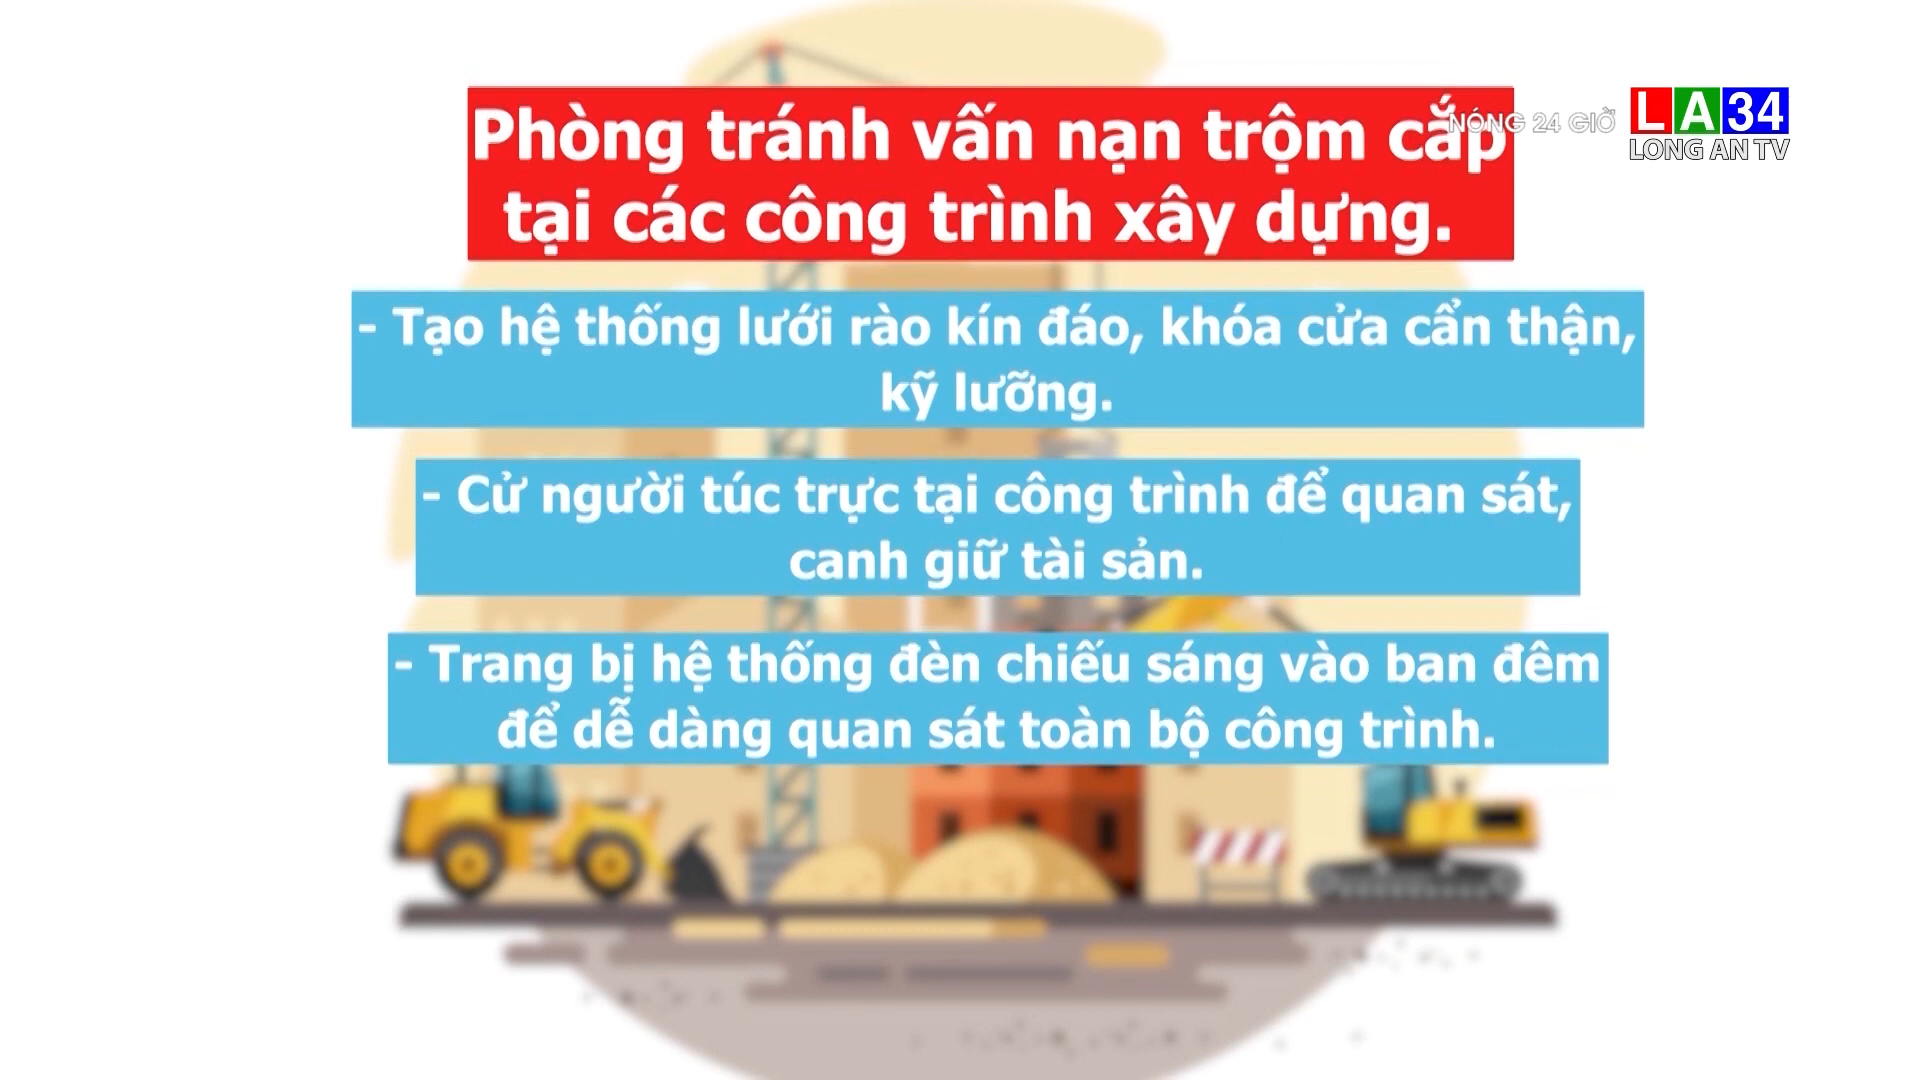 Phòng tránh vấn nạn trộm cắp
tại các công trình xây dựng.
NÓNG 24 GIỜ
LA34
LONG AN TV
- Tạo hệ thống lưới rào kín đáo, khóa cửa cẩn thận,
kỹ lưỡng.
- Cử người túc trực tại công trình để quan sát,
canh giữ tài sản.
- Trang bị hệ thống đèn chiếu sáng vào ban đêm
để dễ dàng quan sát toàn bộ công trình.